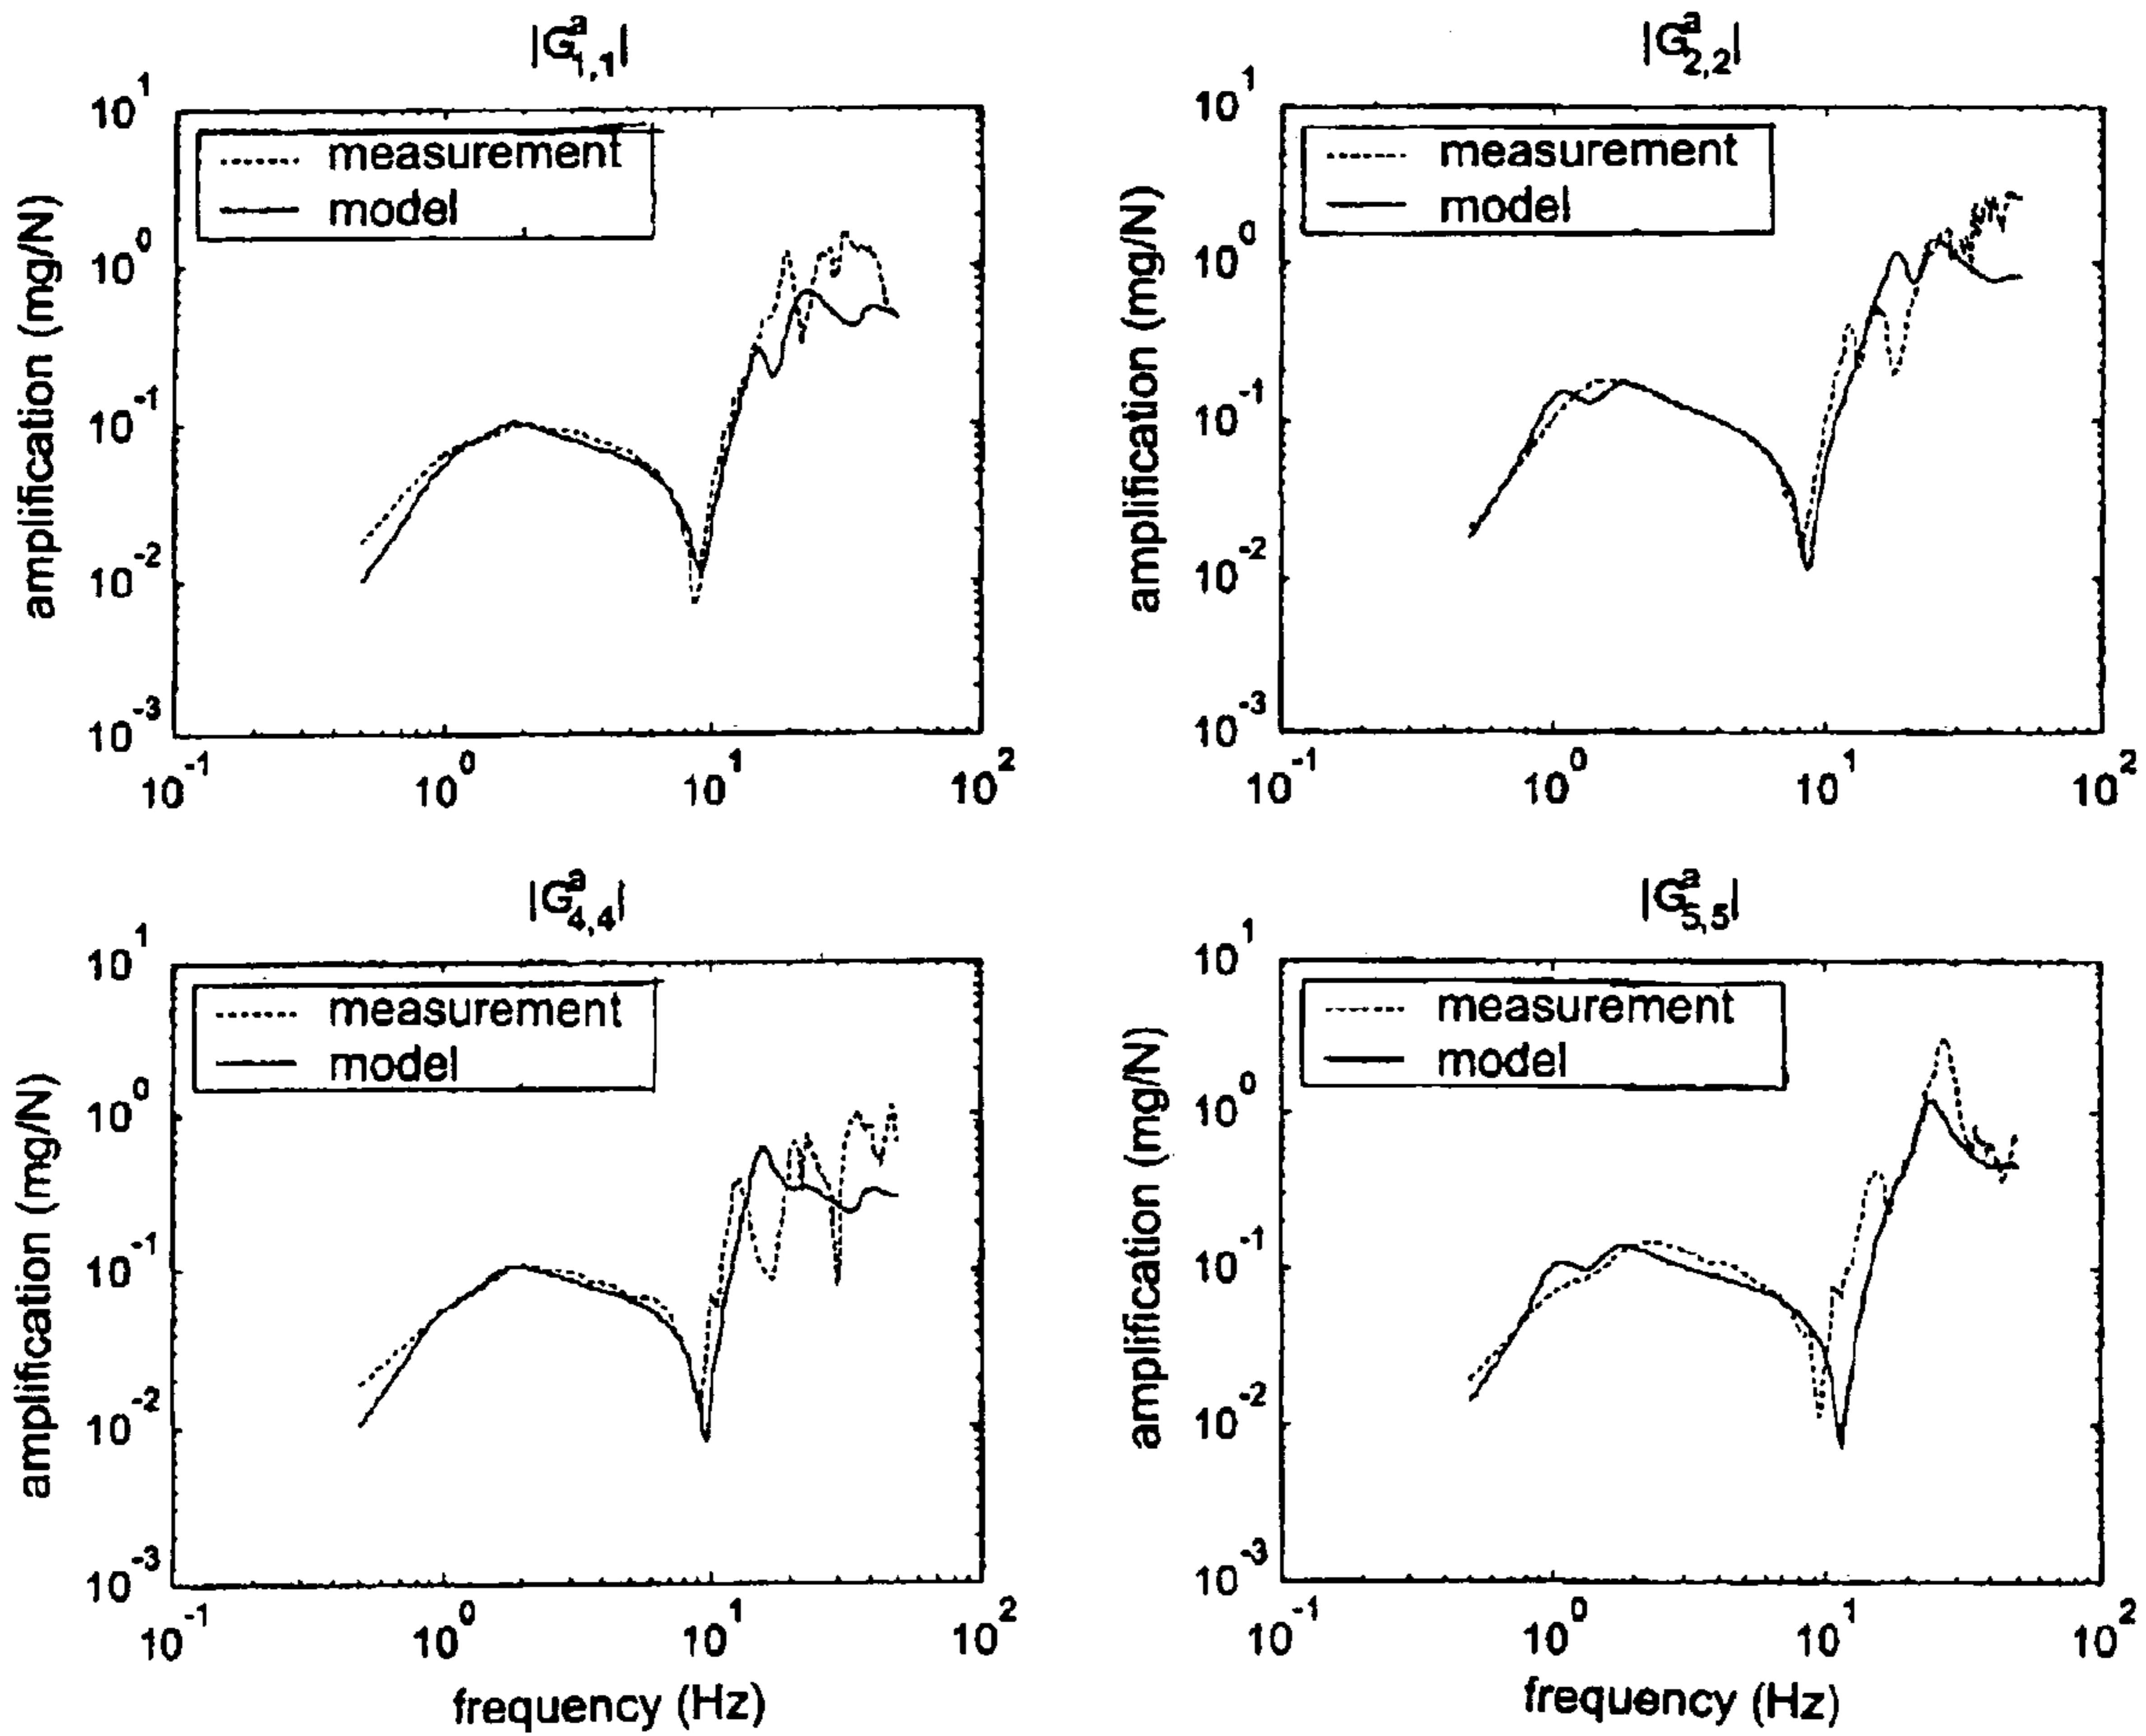 |G^a_{1,1}|
amplification (mg/N)
10^1
10^0
10^-1
10^-2
10^-3
measurement
model
10^-1 10^0 10^1 10^2
|G^a_{2,2}|
amplification (mg/N)
10^1
10^0
10^-1
10^-2
10^-3
measurement
model
10^-1 10^0 10^1 10^2
|G^a_{4,4}|
amplification (mg/N)
10^1
10^0
10^-1
10^-2
10^-3
measurement
model
10^-1 10^0 10^1 10^2
frequency (Hz)
|G^a_{5,5}|
amplification (mg/N)
10^1
10^0
10^-1
10^-2
10^-3
measurement
model
10^-1 10^0 10^1 10^2
frequency (Hz)